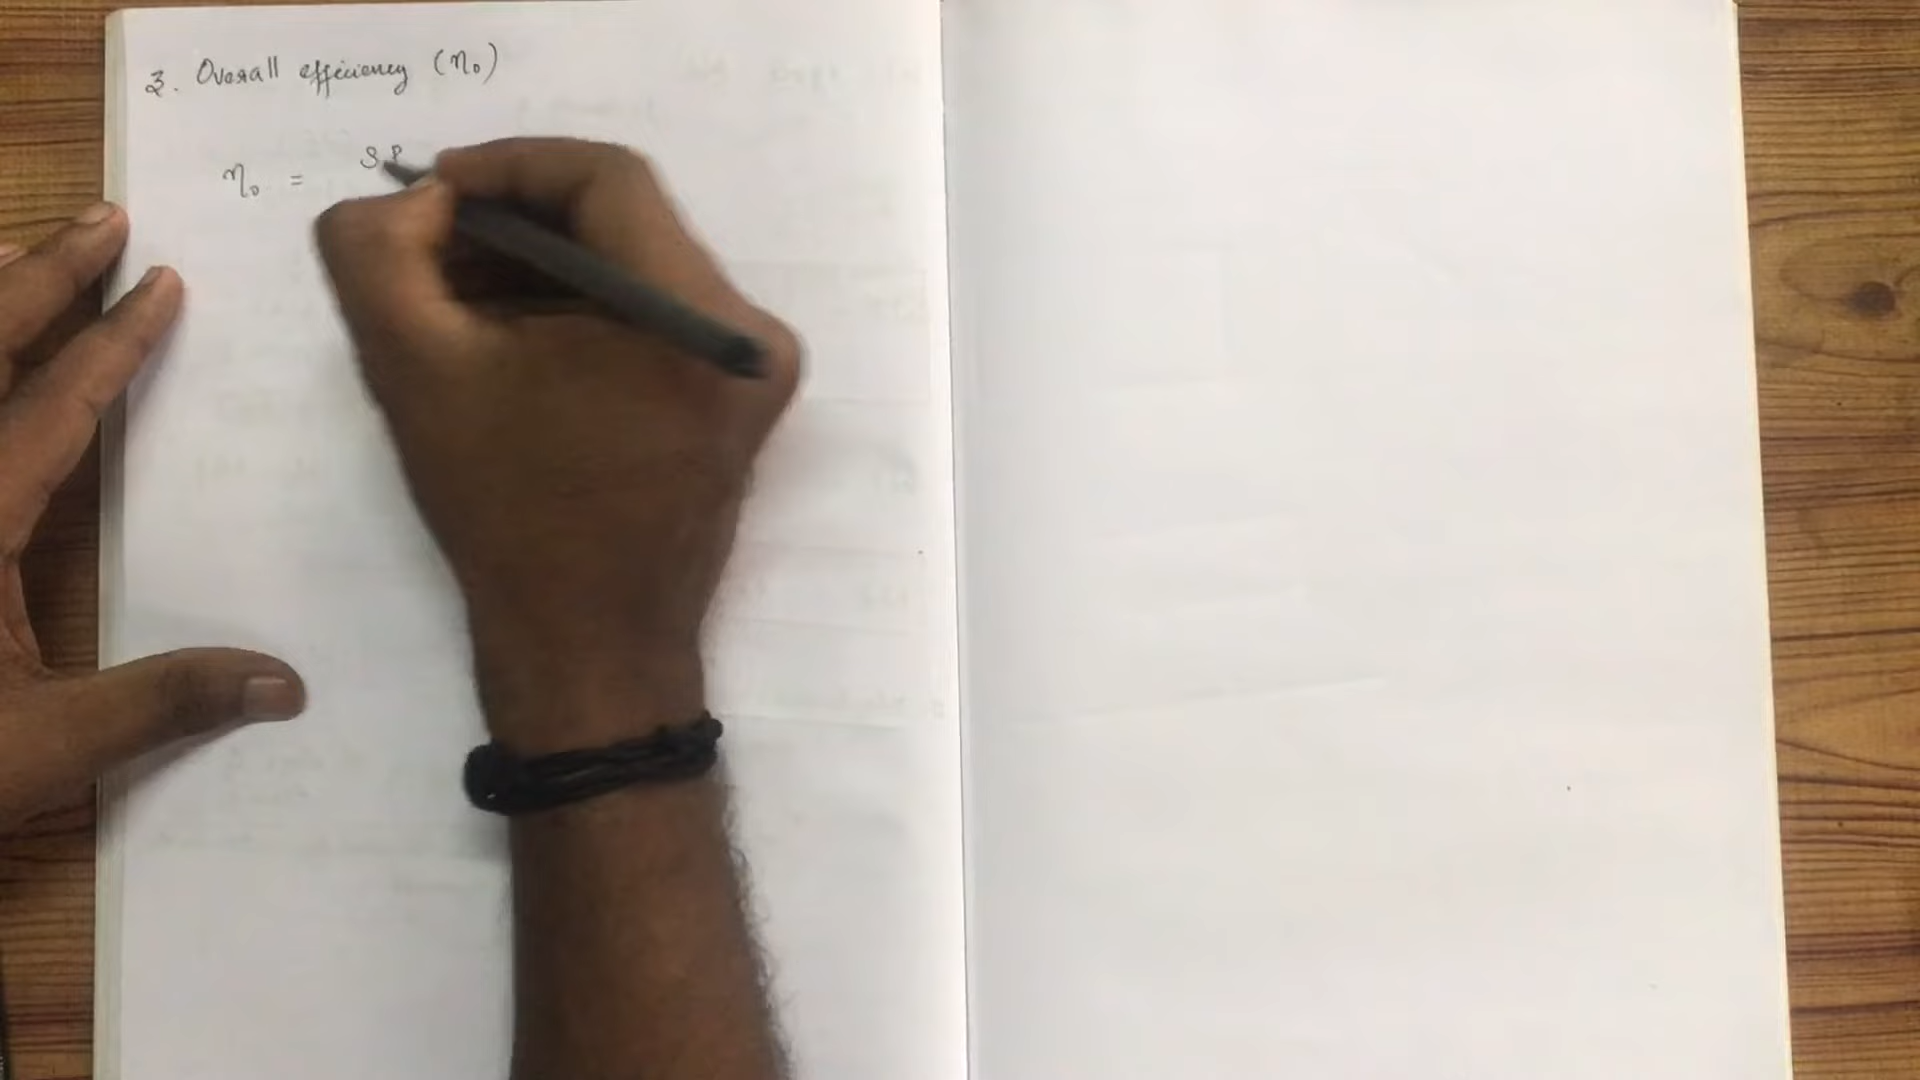 3. Overall efficiency (η₀)
S.P
η₀ =